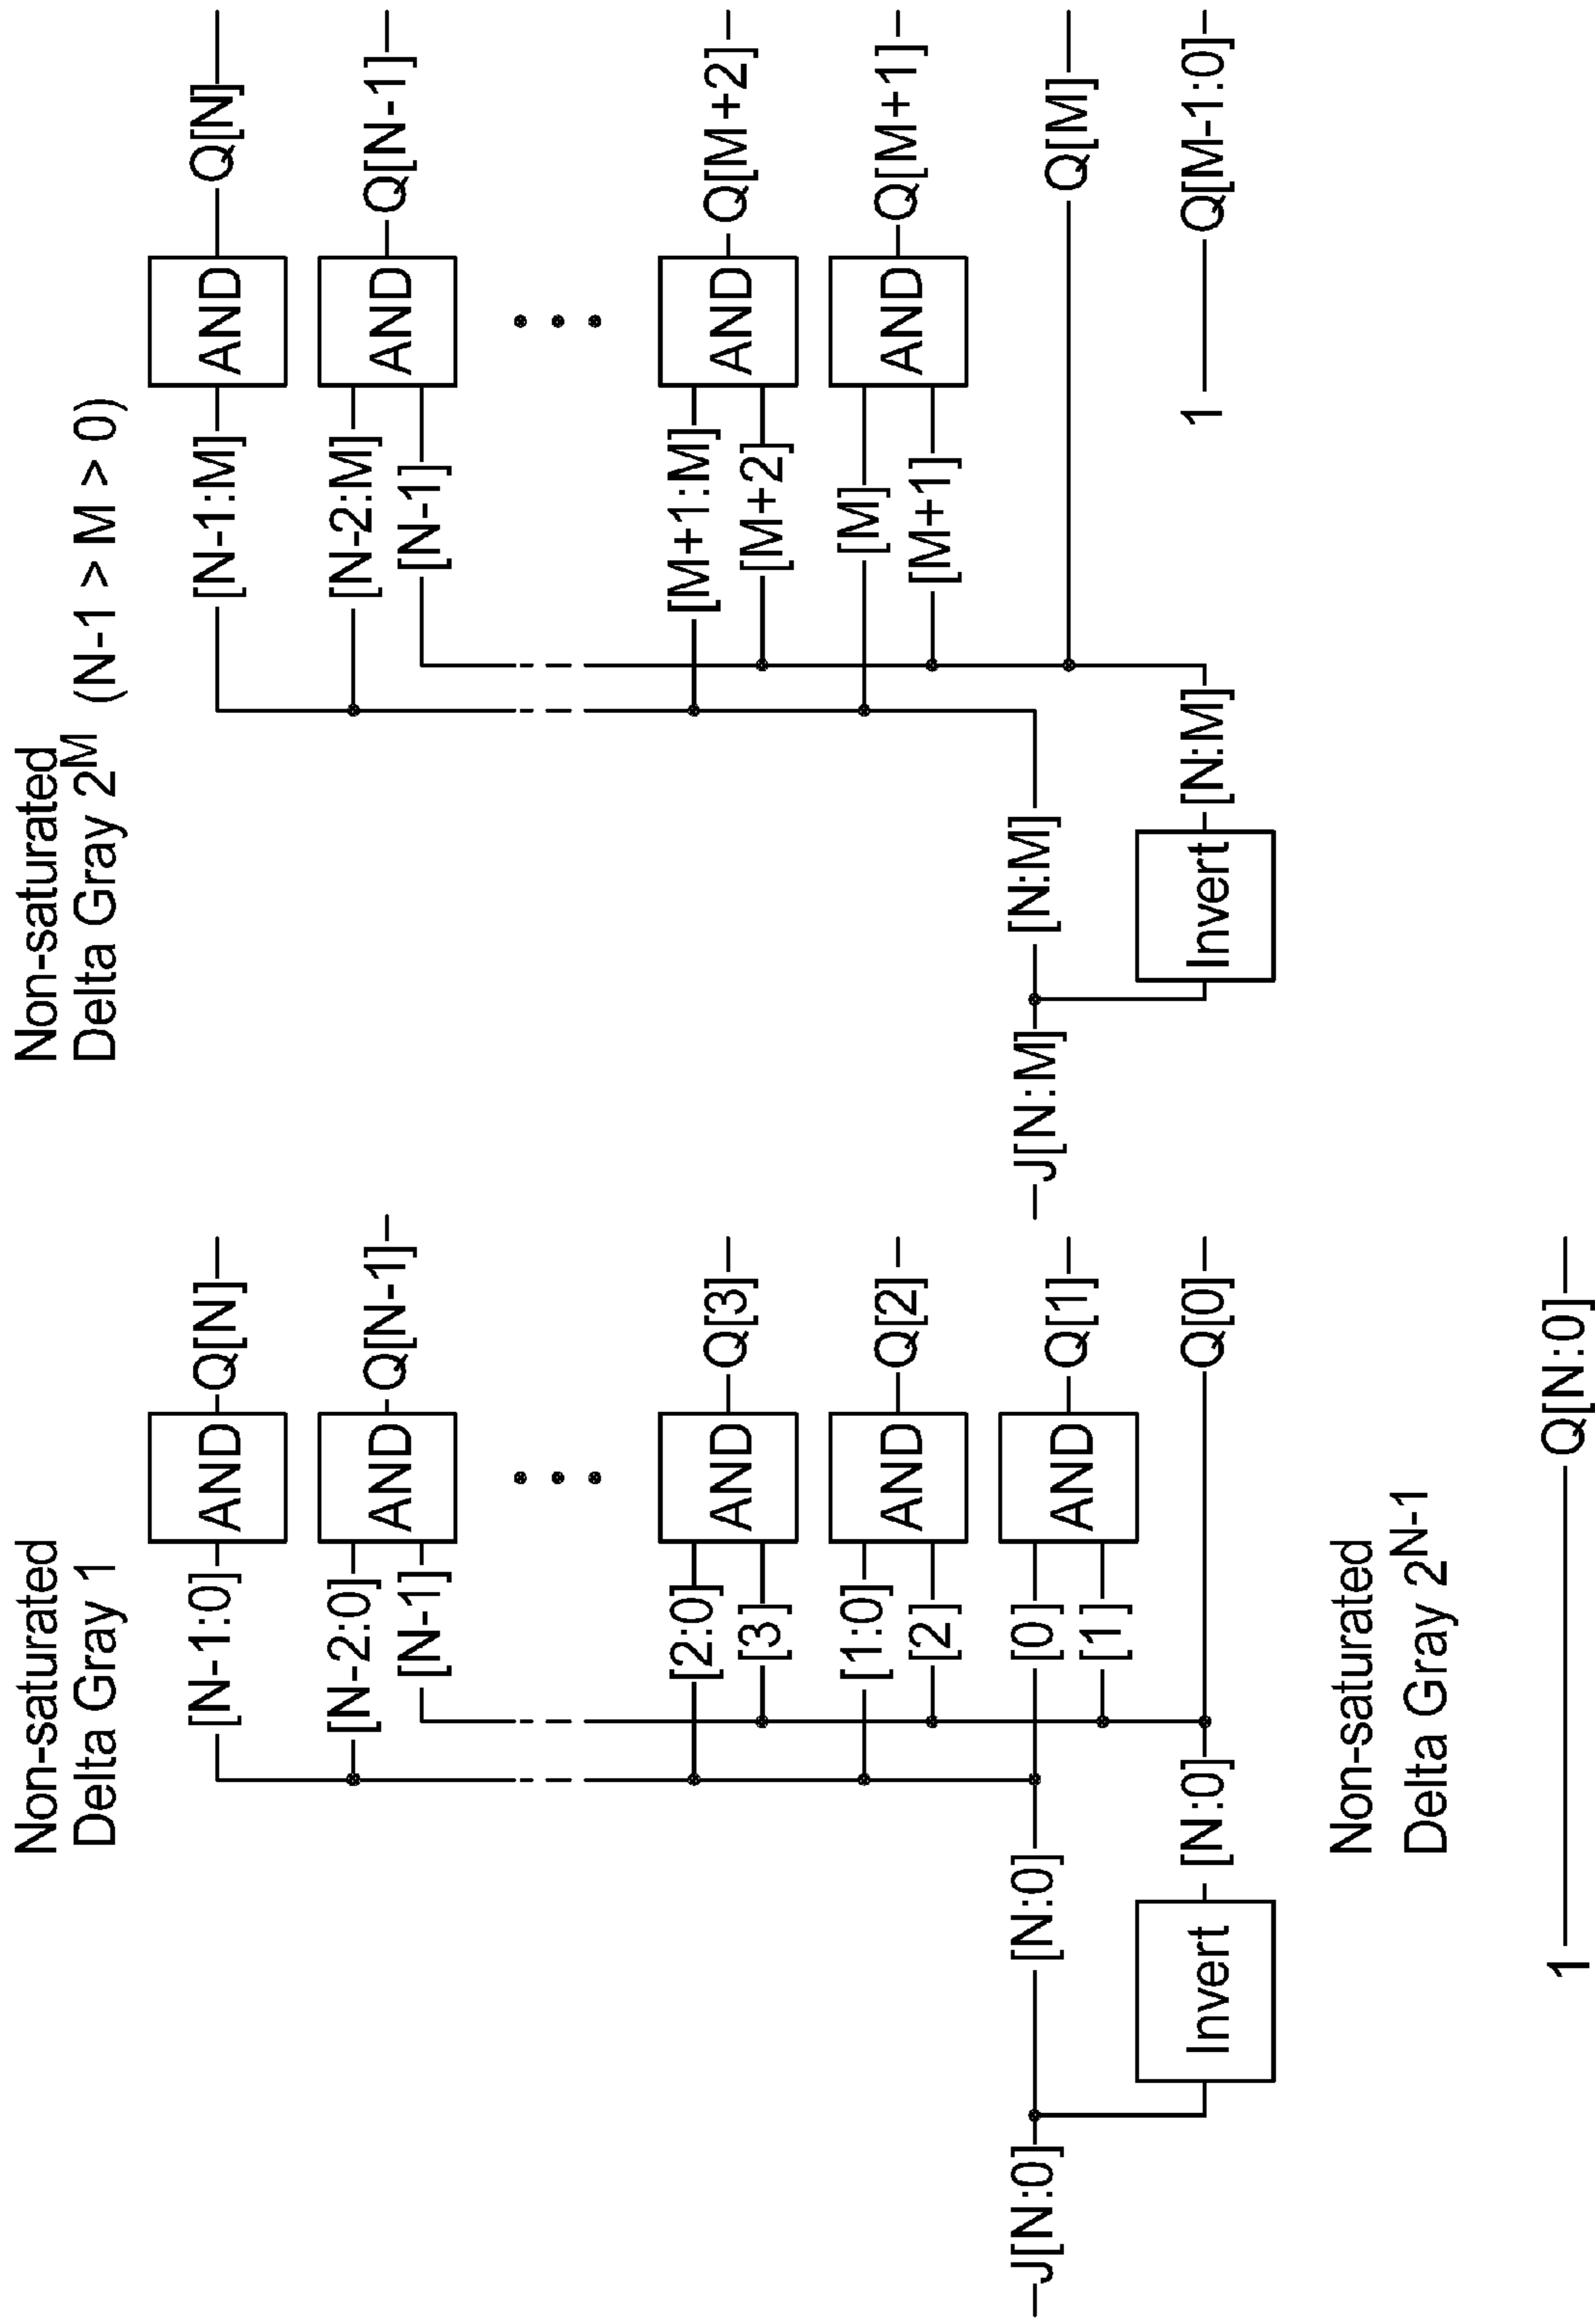 Non-saturated
Delta Gray 1
[N-1:0]
AND
Q[N]
[N-2:0]
[N-1]
AND
Q[N-1]
[2:0]
[3]
AND
Q[3]
[1:0]
[2]
AND
Q[2]
[0]
[1]
AND
Q[1]
J[N:0]
[N:0]
Invert
[N:0]
Q[0]
Non-saturated
Delta Gray 2^M (N-1 > M > 0)
[N-1:M]
AND
Q[N]
[N-2:M]
[N-1]
AND
Q[N-1]
[M+1:M]
[M+2]
AND
Q[M+2]
[M]
[M+1]
AND
Q[M+1]
J[N:M]
[N:M]
Q[M]
Invert
[N:M]
1
Q[M-1:0]
Non-saturated
Delta Gray 2^N-1
1
Q[N:0]